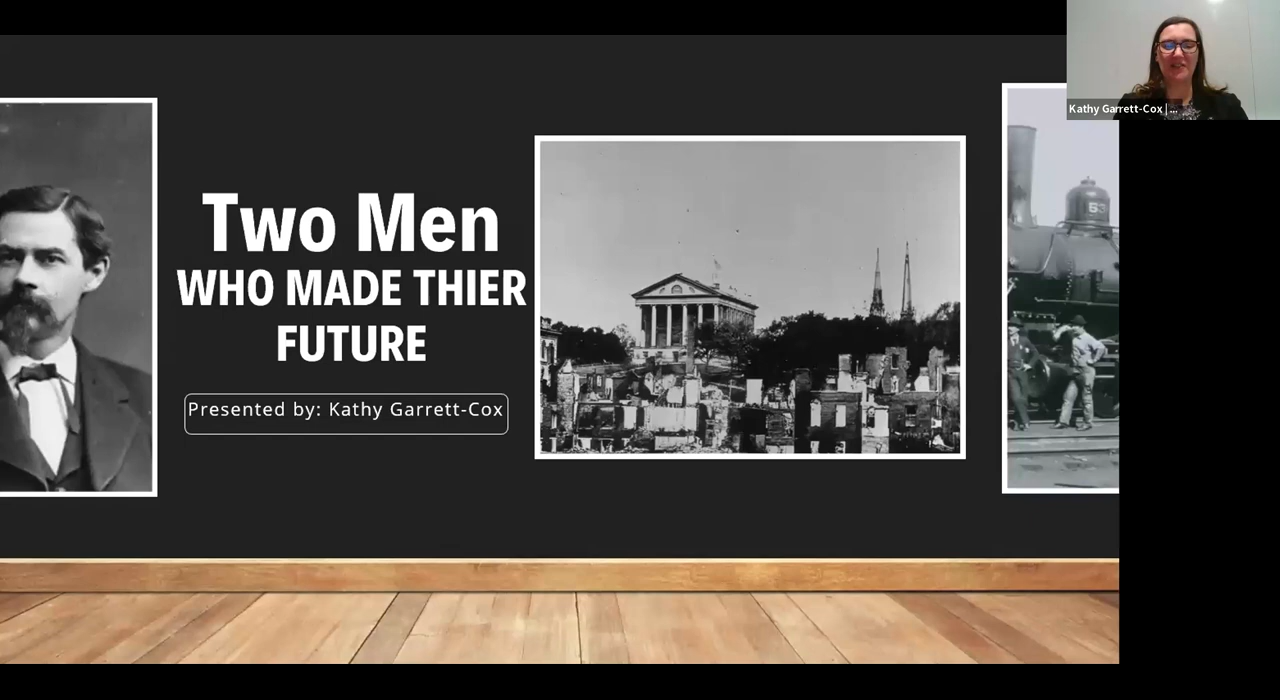 Two Men
WHO MADE THIER
FUTURE
Presented by: Kathy Garrett-Cox
Kathy Garrett-Cox | ...
53